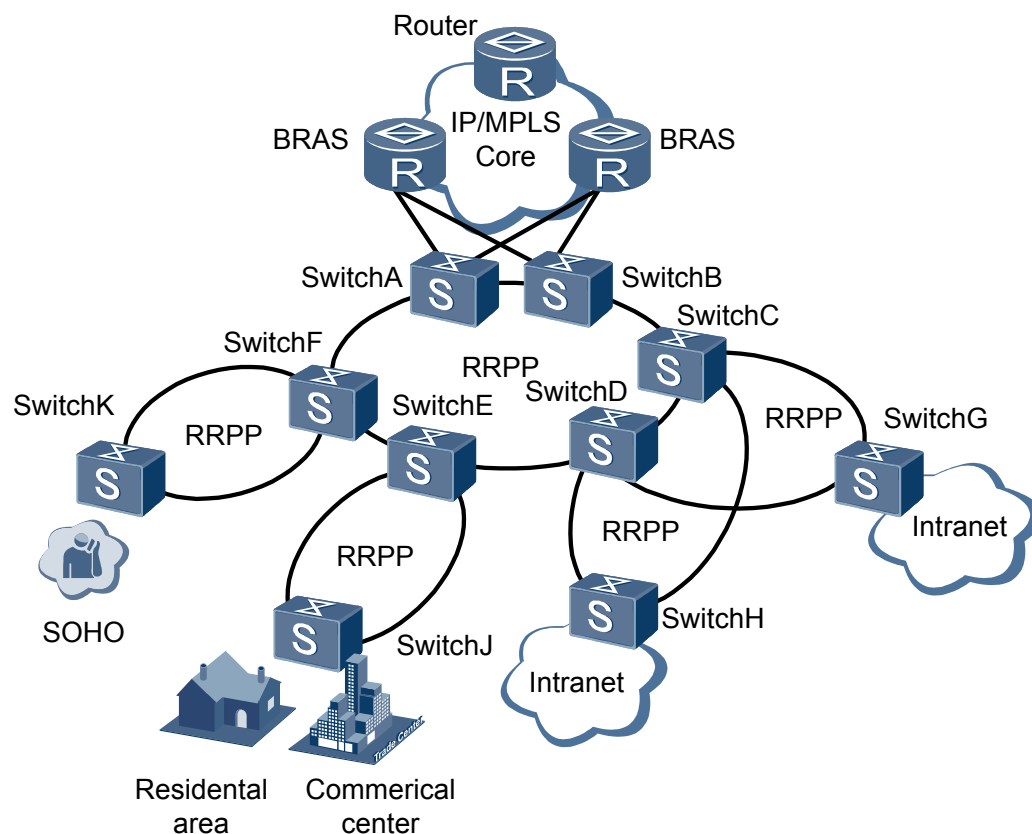 Router
R
IP/MPLS
Core
BRAS
R
BRAS
R
SwitchA
S
SwitchB
S
SwitchC
S
SwitchF
S
RRPP
SwitchD
S
SwitchK
S
RRPP
SwitchE
S
RRPP
SwitchG
S
Intranet
RRPP
RRPP
SOHO
S
SwitchH
S
SwitchJ
Intranet
Trade Center
Residental
area
Commerical
center